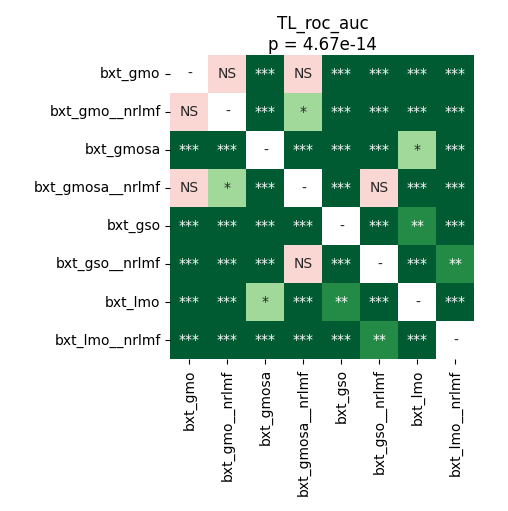 TL_roc_auc
p = 4.67e-14
bxt_gmo - NS *** NS *** *** *** ***
bxt_gmo__nrlmf NS - *** * *** *** *** ***
bxt_gmosa *** *** - *** *** *** * ***
bxt_gmosa__nrlmf NS * *** - *** NS *** ***
bxt_gso *** *** *** *** - *** ** ***
bxt_gso__nrlmf *** *** *** NS *** - *** **
bxt_lmo *** *** * *** ** *** - ***
bxt_lmo__nrlmf *** *** *** *** *** ** *** -
bxt_gmo
bxt_gmo__nrlmf
bxt_gmosa
bxt_gmosa__nrlmf
bxt_gso
bxt_gso__nrlmf
bxt_lmo
bxt_lmo__nrlmf